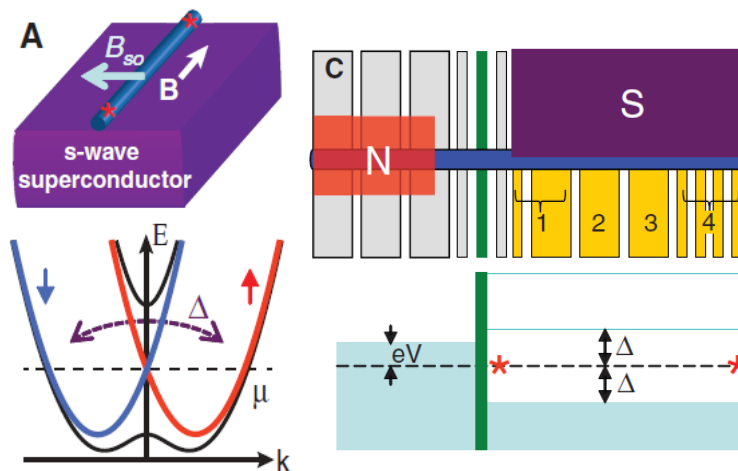 A
B_so
B
s-wave
superconductor
E
Δ
μ
k
C
N
S
1
2
3
4
eV
Δ
Δ